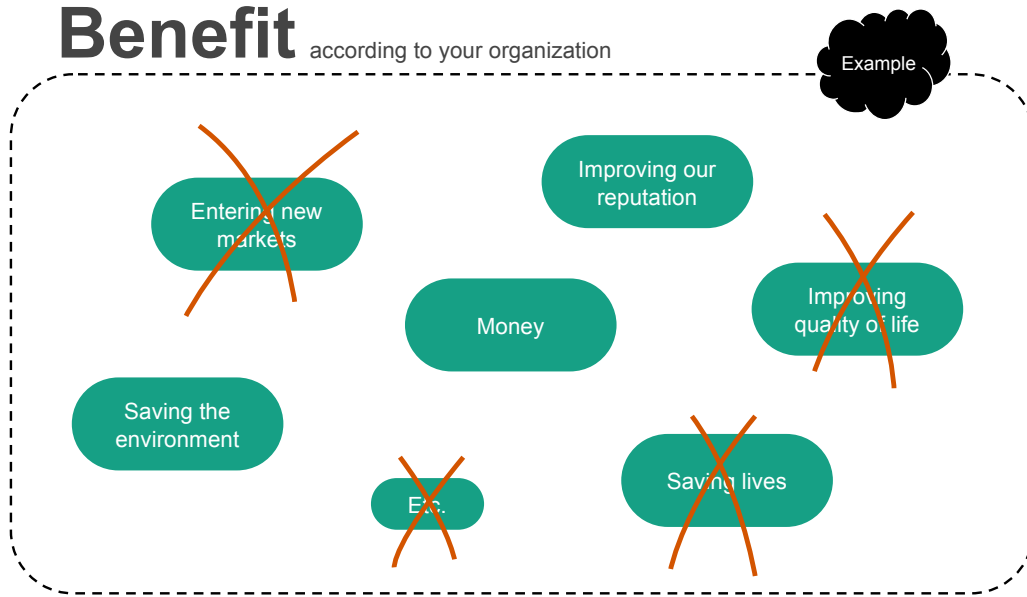 Benefit according to your organization
Example
Improving our
reputation
Entering new
markets
Improving
quality of life
Money
Saving the
environment
Saving lives
Etc.